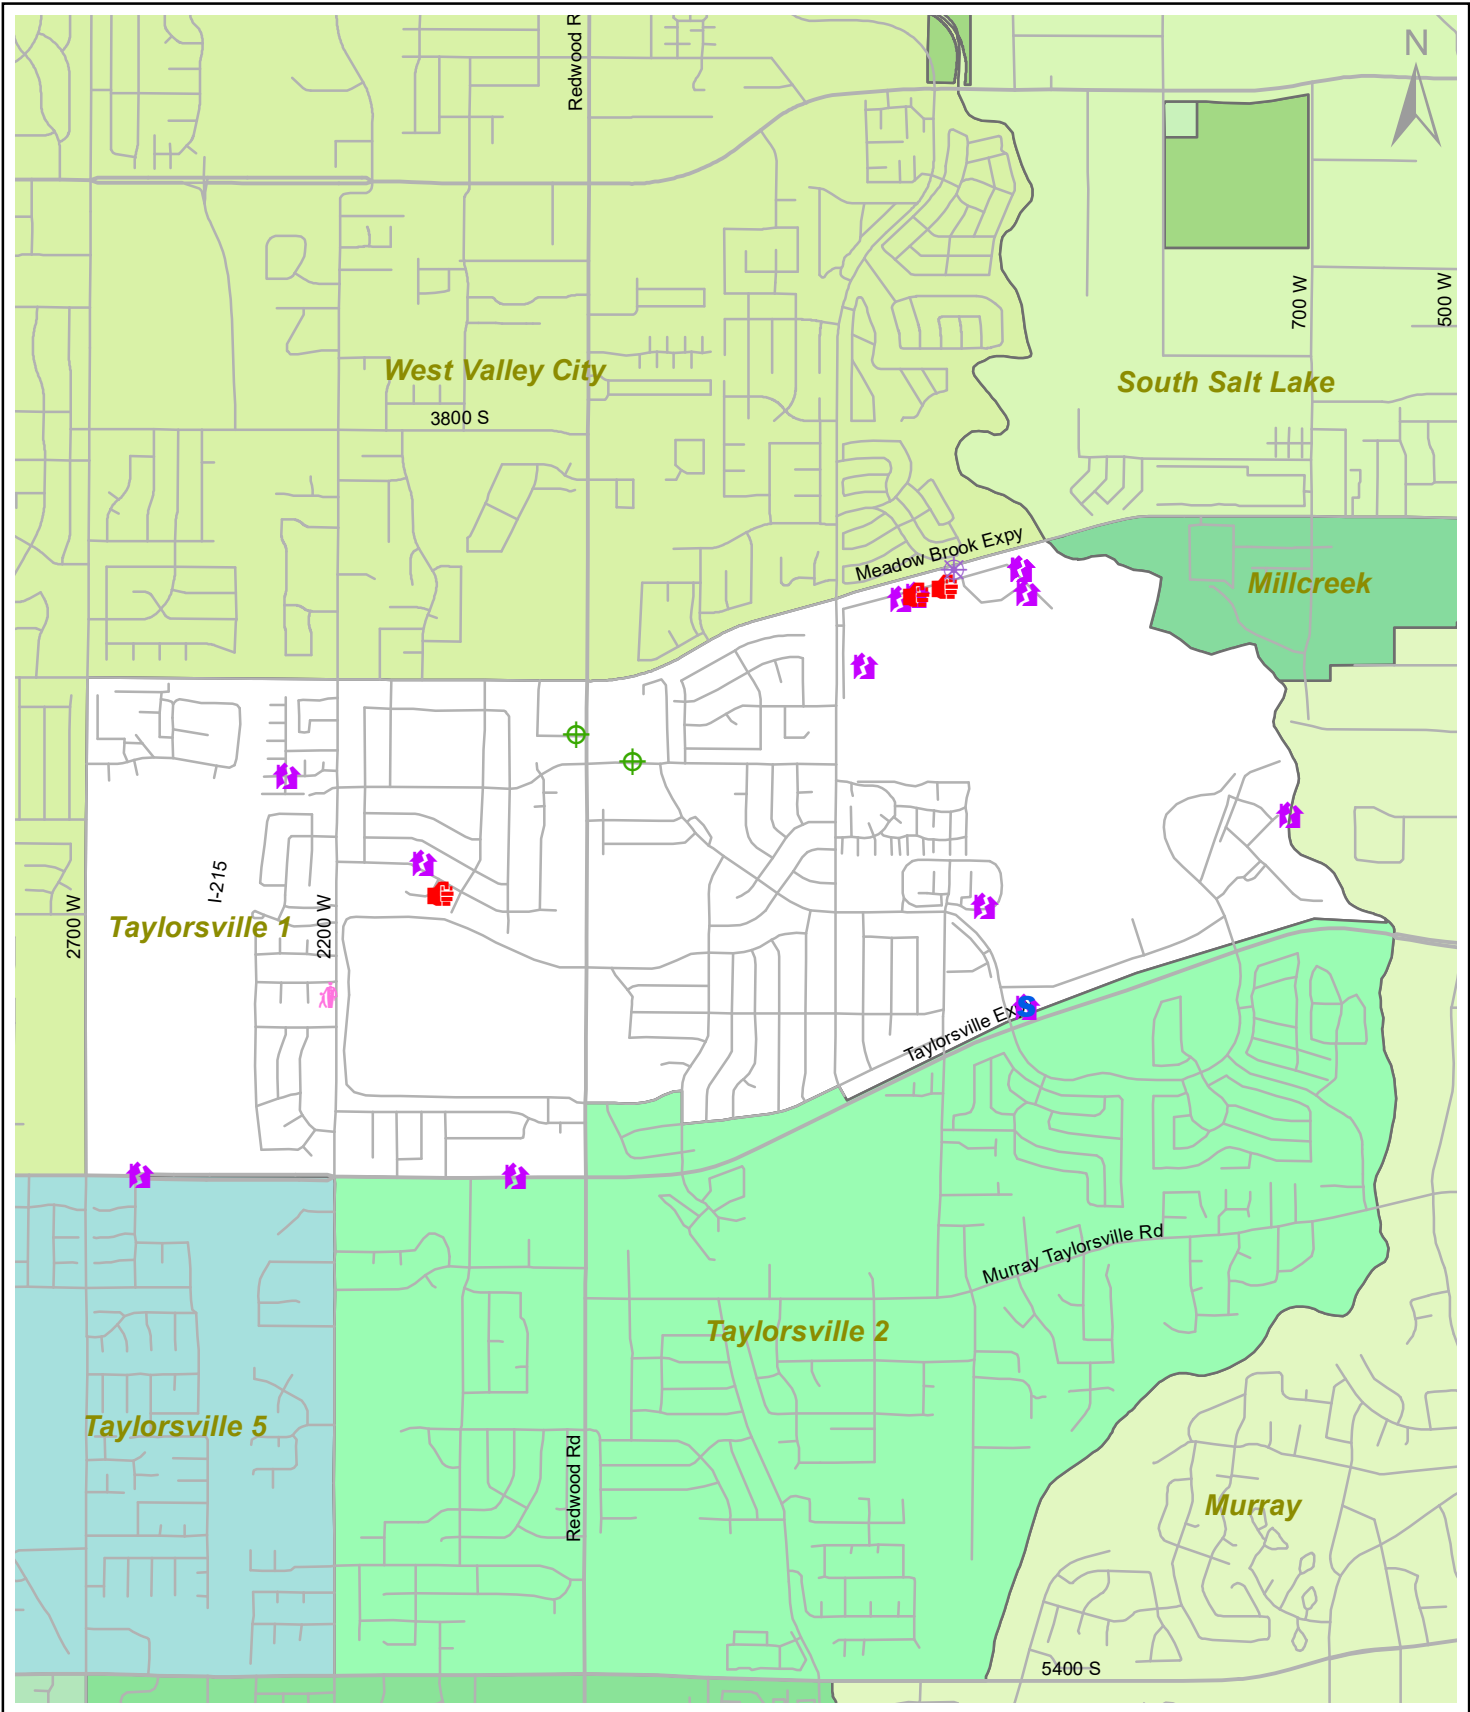 Redwood R
N
700 W
500 W
West Valley City
South Salt Lake
3800 S
Meadow Brook Expy
Millcreek
I-215
2700 W
2200 W
Taylorsville 1
Taylorsville Ex
S
Murray Taylorsville Rd
Taylorsville 2
Taylorsville 5
Redwood Rd
Murray
5400 S